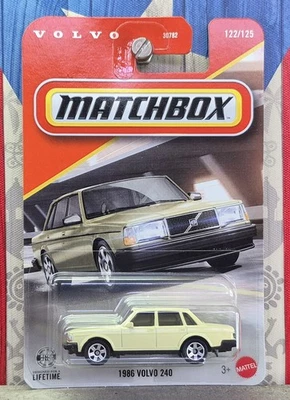 VOLVO
30782
122/125
MATCHBOX
LIFETIME
1986 VOLVO 240
3+
MATTEL